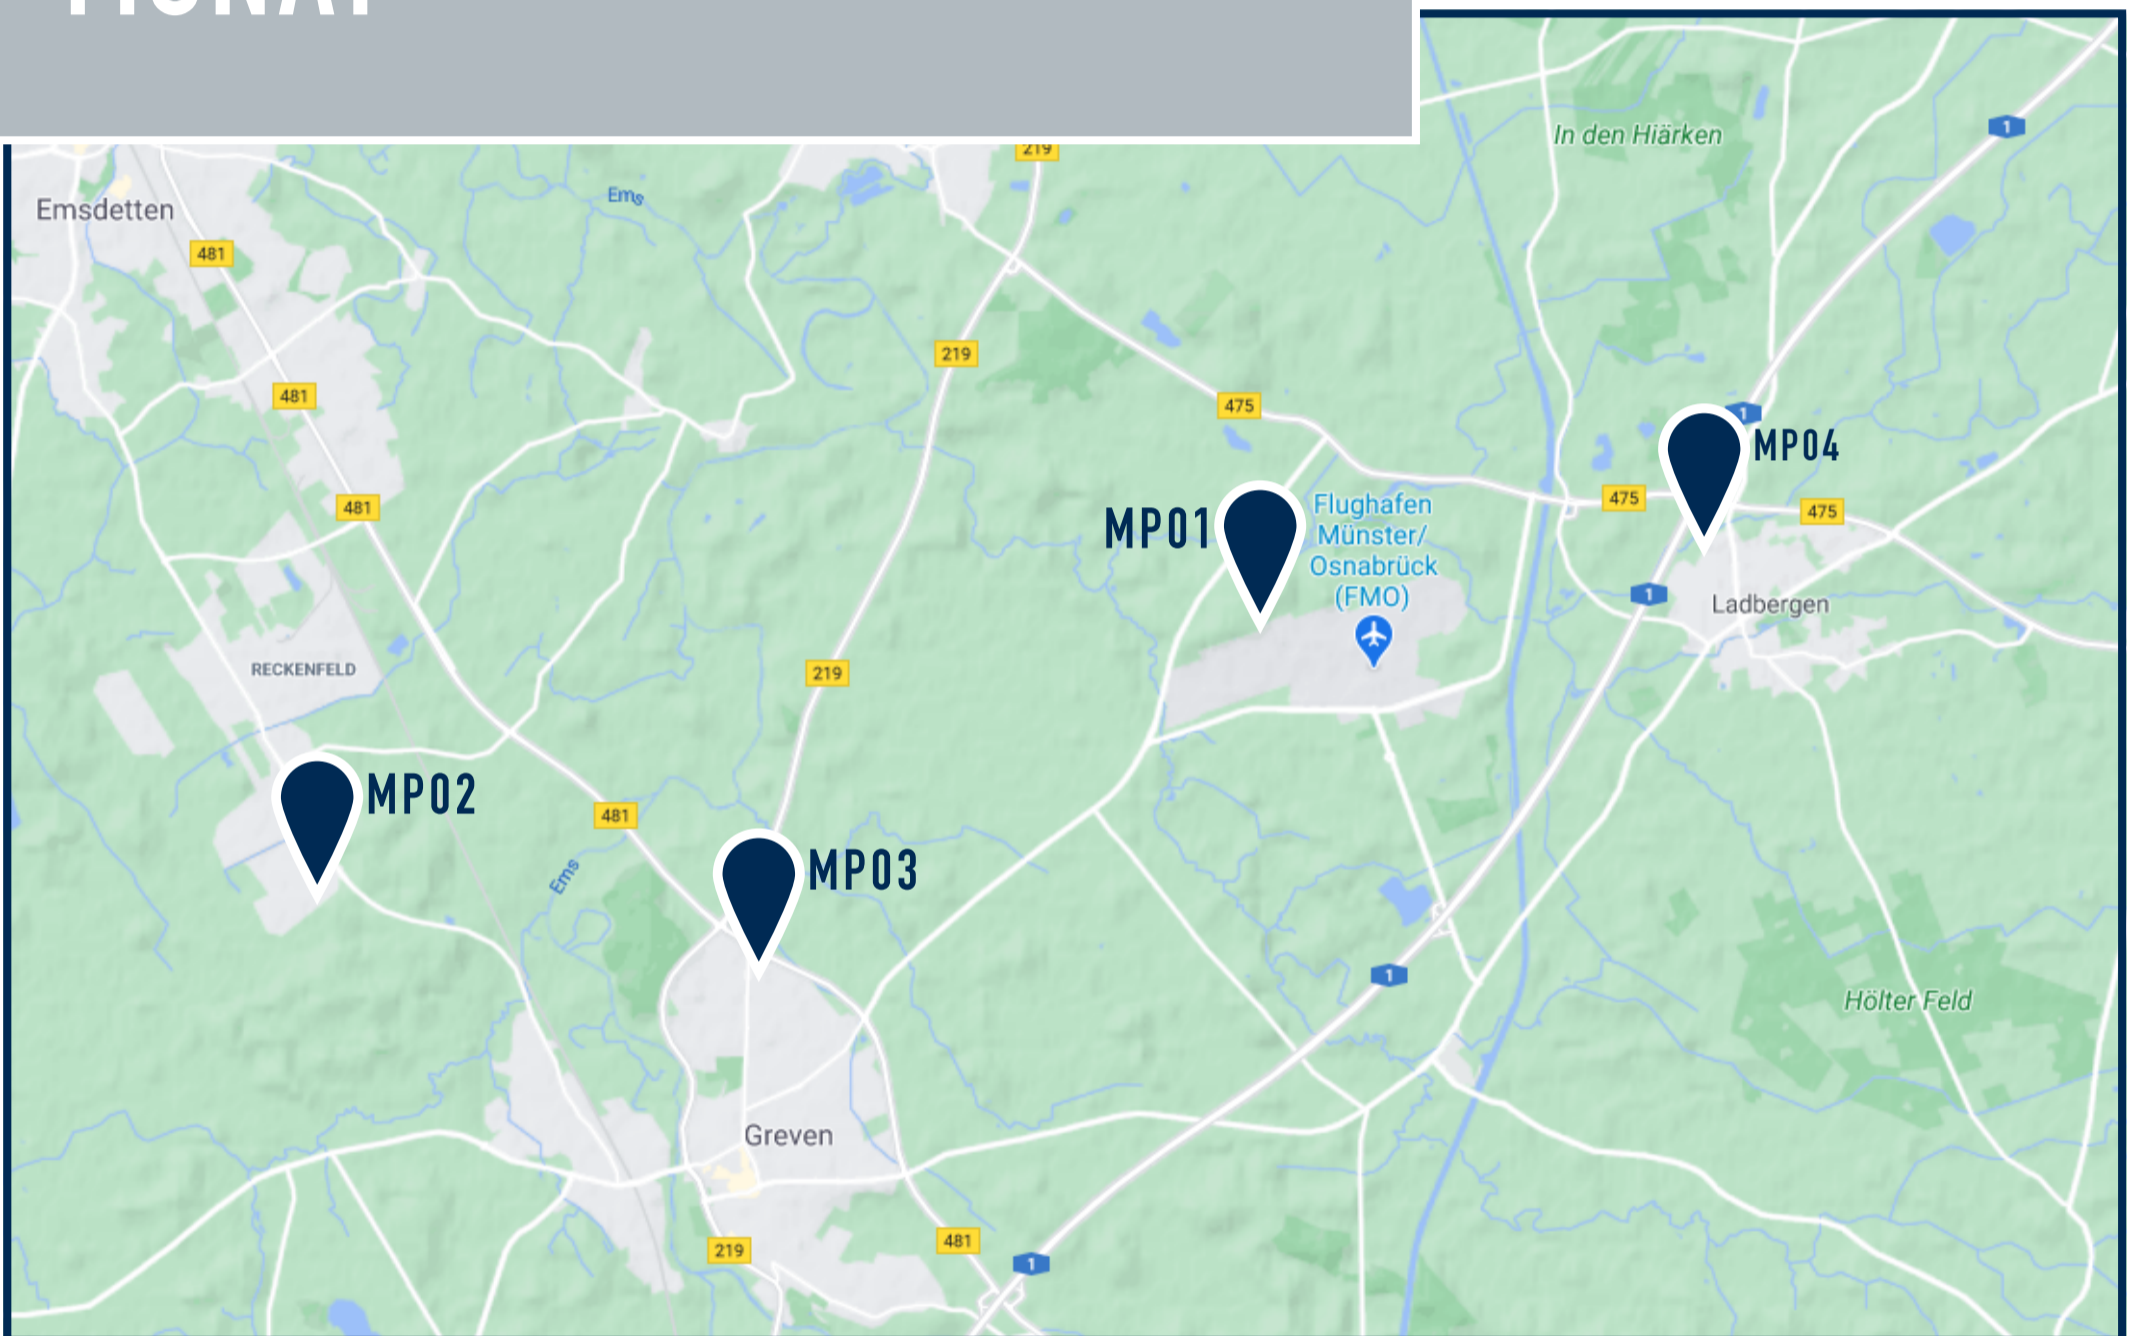 219
In den Hiärken
1
Ems
Emsdetten
481
219
481
475
1
MP04
481
MP01
Flughafen
Münster/
Osnabrück
(FMO)
475
475
1
Ladbergen
RECKENFELD
219
MP02
481
MP03
Ems
1
Hölter Feld
Greven
219
481
1